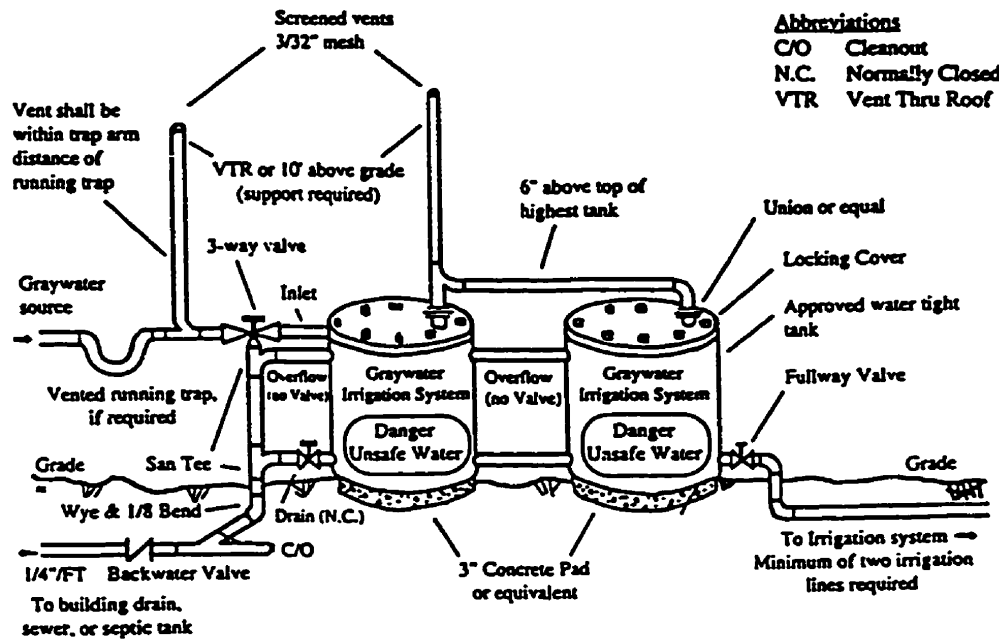 Screened vents
3/32" mesh
Abbreviations
C/O Cleanout
N.C. Normally Closed
VTR Vent Thru Roof
Vent shall be
within trap arm
distance of
running trap
VTR or 10' above grade
(support required)
6" above top of
highest tank
Union or equal
3-way valve
Locking Cover
Graywater
source
Inlet
Approved water tight
tank
Overflow
(no Valve)
Graywater
Irrigation System
Overflow
(no Valve)
Graywater
Irrigation System
Fullway Valve
Vented running trap,
if required
Danger
Unsafe Water
Danger
Unsafe Water
Grade
San Tee
Grade
Wye & 1/8 Bend
Drain (N.C.)
C/O
1/4"/FT Backwater Valve
3" Concrete Pad
or equivalent
To Irrigation system →
Minimum of two irrigation
lines required
To building drain,
sewer, or septic tank